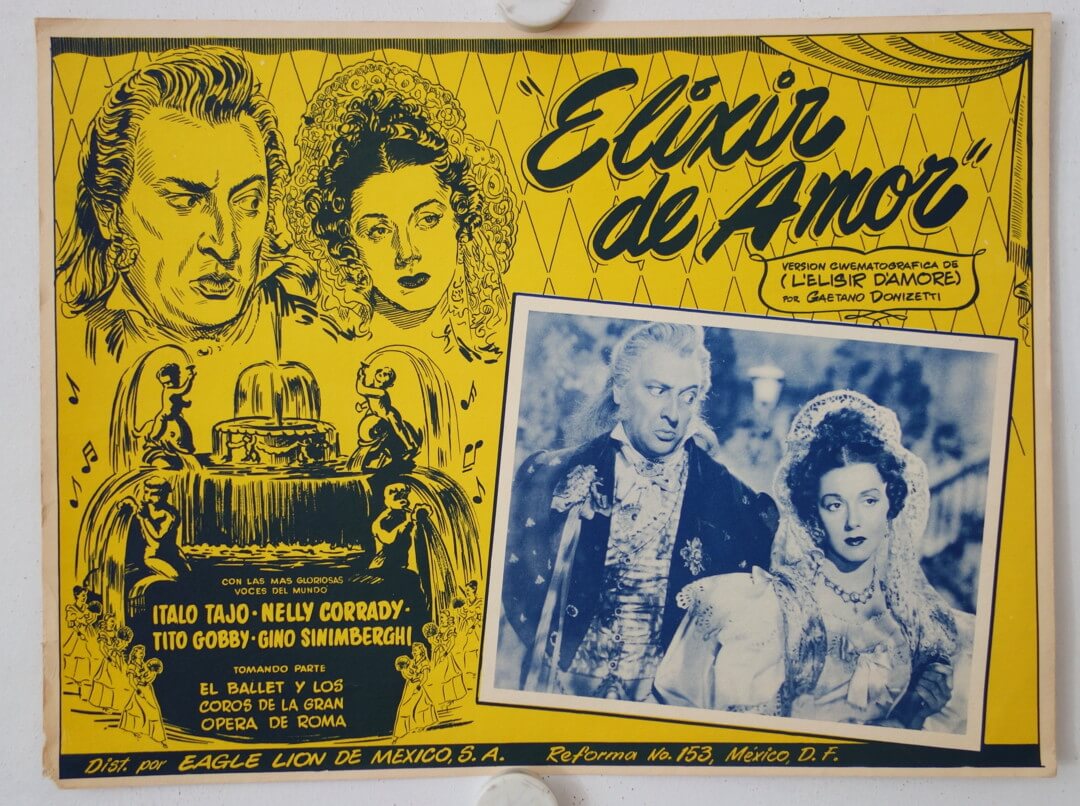 "Elixir
de Amor"
VERSION CINEMATOGRAFICA DE
(L'ELISIR D'AMORE)
POR GAETANO DONIZETTI
CON LAS MAS GLORIOSAS
VOCES DEL MUNDO
ITALO TAJO · NELLY CORRADY ·
TITO GOBBY · GINO SINIMBERGHI
TOMANDO PARTE
EL BALLET Y LOS
COROS DE LA GRAN
OPERA DE ROMA
Dist. por EAGLE LION DE MEXICO, S. A. Reforma No. 153, México, D. F.